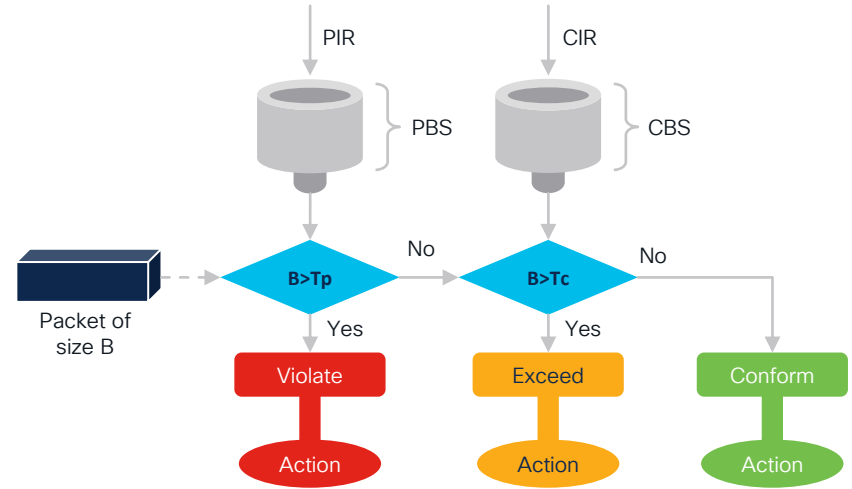 PIR
CIR
PBS
CBS
No
No
B>Tp
B>Tc
Packet of
size B
Yes
Yes
Violate
Exceed
Conform
Action
Action
Action